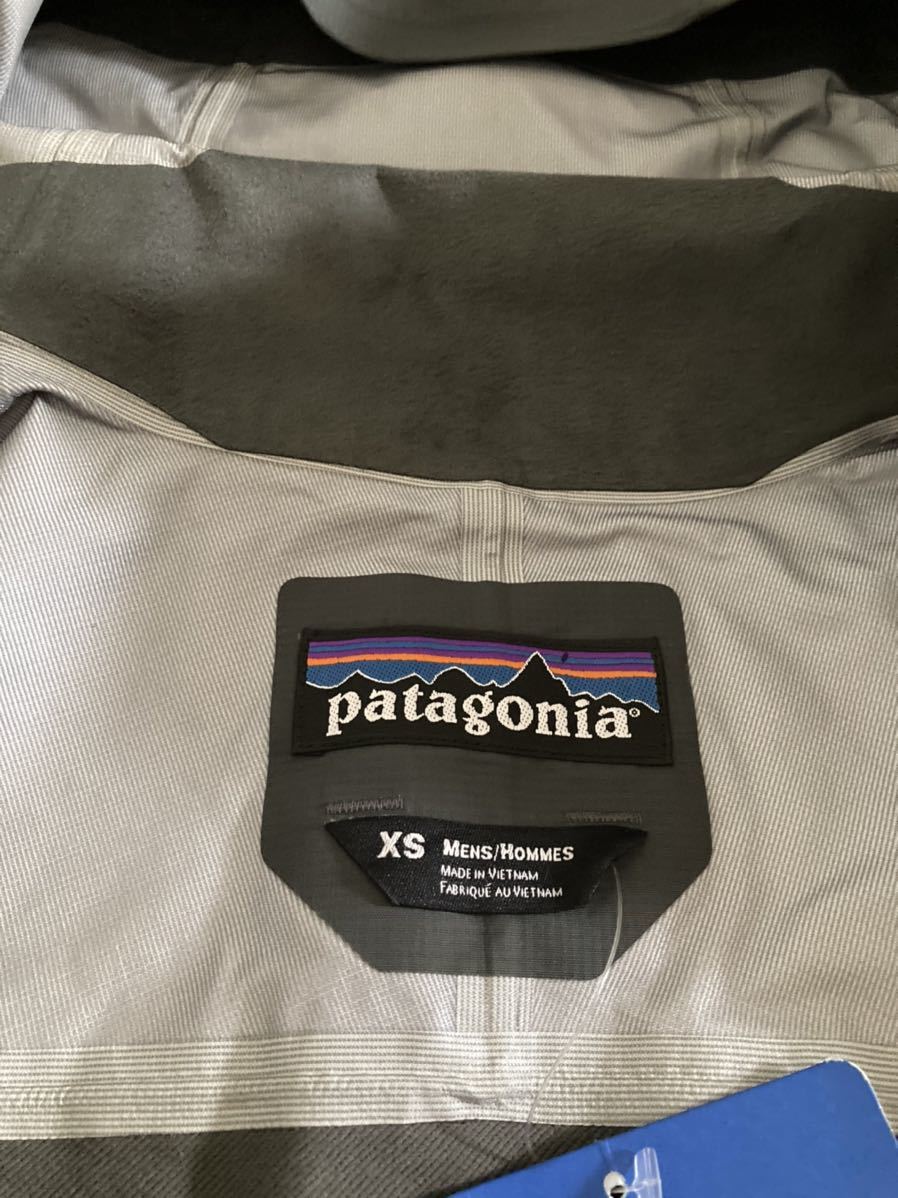 patagonia®
XS MENS/HOMMES
MADE IN VIETNAM
FABRIQUÉ AU VIETNAM